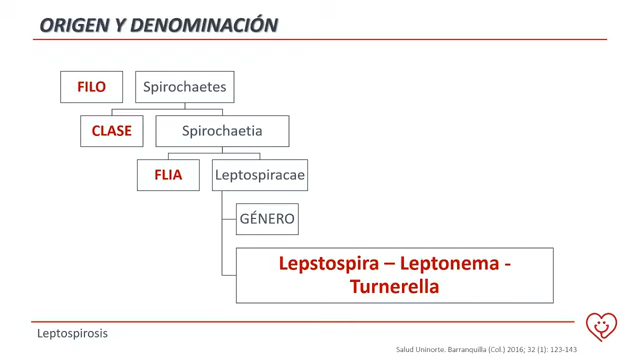 ORIGEN Y DENOMINACIÓN
FILO
Spirochaetes
CLASE
Spirochaetia
FLIA
Leptospiracae
GÉNERO
Lepstospira – Leptonema -
Turnerella
Leptospirosis
Salud Uninorte. Barranquilla (Col.) 2016; 32 (1): 123-143